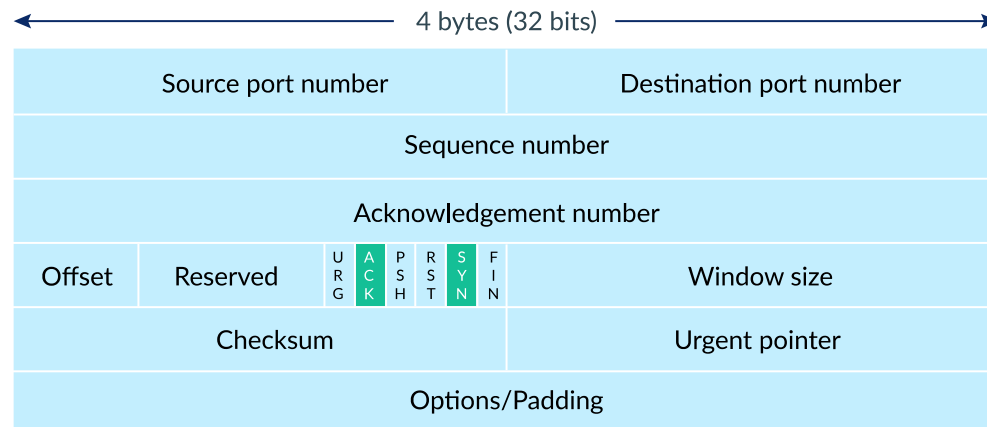 4 bytes (32 bits)
Source port number Destination port number
Sequence number
Acknowledgement number
Offset Reserved URG ACK PSH RST SYN FIN Window size
Checksum Urgent pointer
Options/Padding